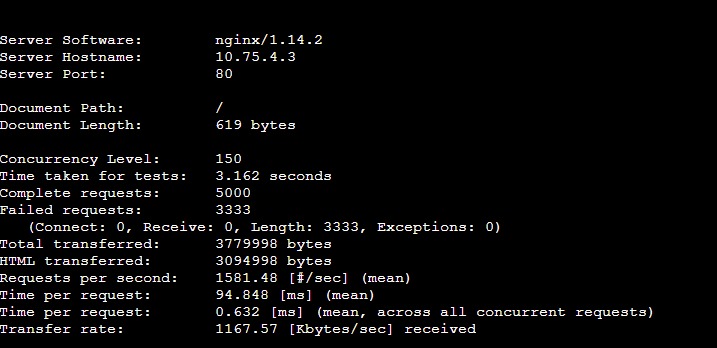 Server Software:        nginx/1.14.2
Server Hostname:        10.75.4.3
Server Port:            80
Document Path:          /
Document Length:        619 bytes
Concurrency Level:      150
Time taken for tests:   3.162 seconds
Complete requests:      5000
Failed requests:        3333
   (Connect: 0, Receive: 0, Length: 3333, Exceptions: 0)
Total transferred:      3779998 bytes
HTML transferred:       3094998 bytes
Requests per second:    1581.48 [#/sec] (mean)
Time per request:       94.848 [ms] (mean)
Time per request:       0.632 [ms] (mean, across all concurrent requests)
Transfer rate:          1167.57 [Kbytes/sec] received